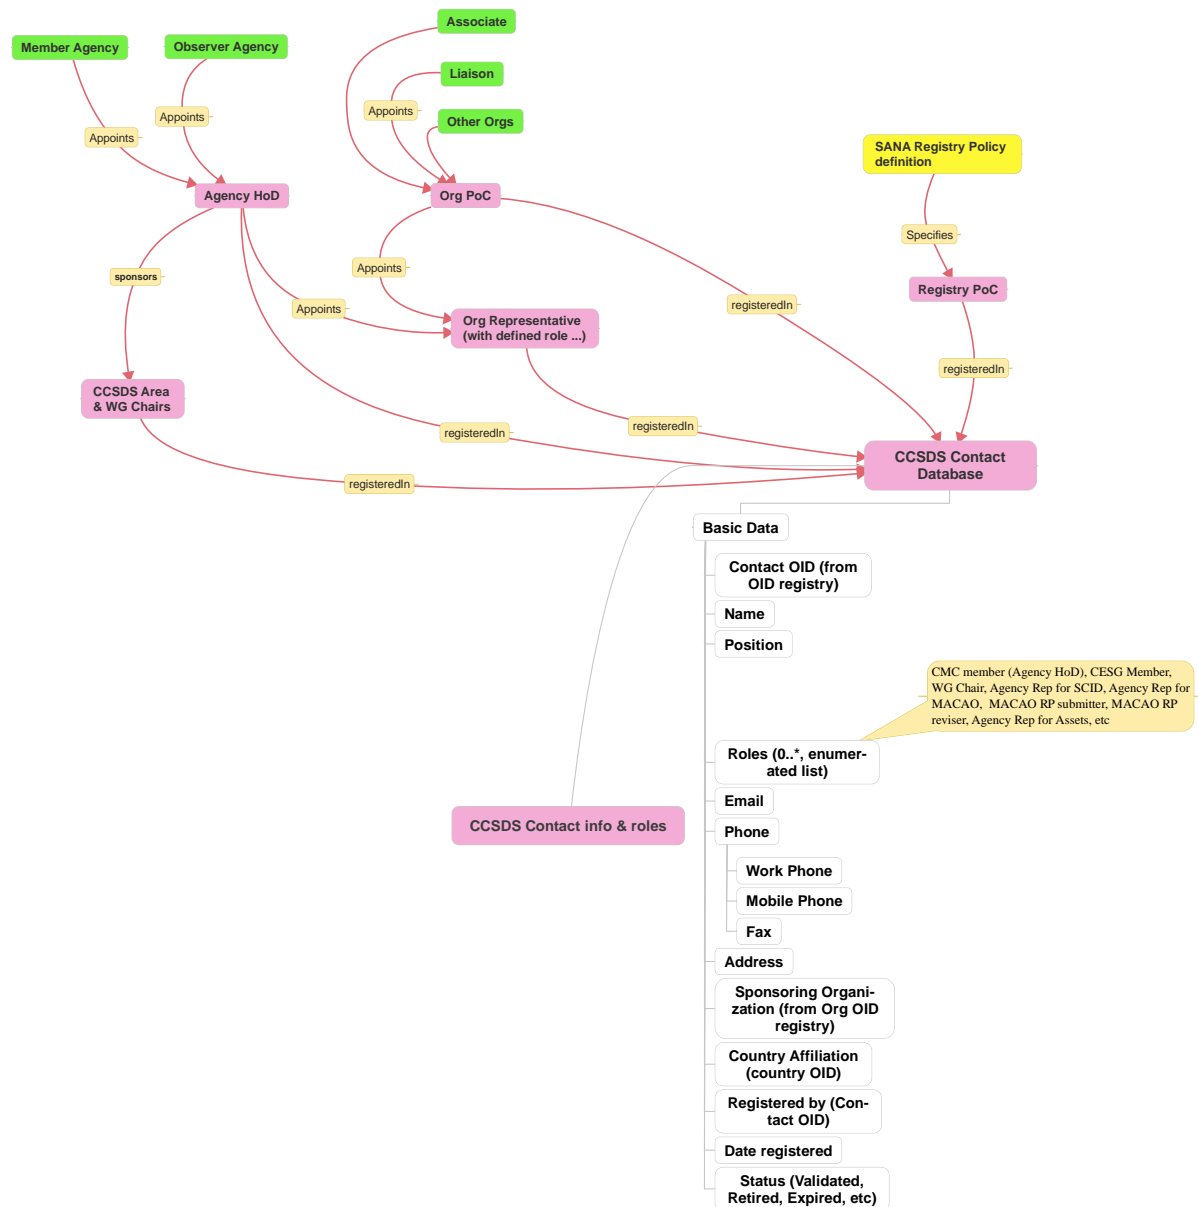 Associate
Member Agency
Observer Agency
Liaison
Appoints
Appoints
Other Orgs
Appoints
SANA Registry Policy
definition
Agency HoD
Org PoC
Specifies
Appoints
sponsors
Registry PoC
registeredIn
Appoints
Org Representative
(with defined role ...)
registeredIn
CCSDS Area
& WG Chairs
registeredIn
registeredIn
CCSDS Contact
Database
registeredIn
Basic Data
Contact OID (from
OID registry)
Name
Position
CMC member (Agency HoD), CESG Member,
WG Chair, Agency Rep for SCID, Agency Rep for
MACAO,  MACAO RP submitter, MACAO RP
reviser, Agency Rep for Assets, etc
Roles (0..*, enumer-
ated list)
Email
CCSDS Contact info & roles
Phone
Work Phone
Mobile Phone
Fax
Address
Sponsoring Organi-
zation (from Org OID
registry)
Country Affiliation
(country OID)
Registered by (Con-
tact OID)
Date registered
Status (Validated,
Retired, Expired, etc)